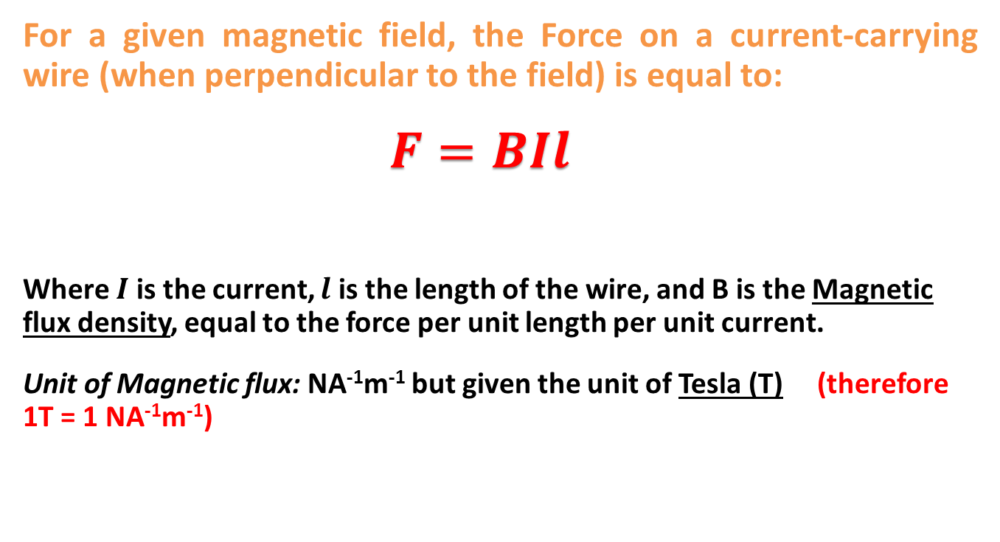 For a given magnetic field, the Force on a current-carrying
wire (when perpendicular to the field) is equal to:
F = BIl
Where I is the current, l is the length of the wire, and B is the Magnetic
flux density, equal to the force per unit length per unit current.
Unit of Magnetic flux: NA⁻¹m⁻¹ but given the unit of Tesla (T) (therefore
1T = 1 NA⁻¹m⁻¹)